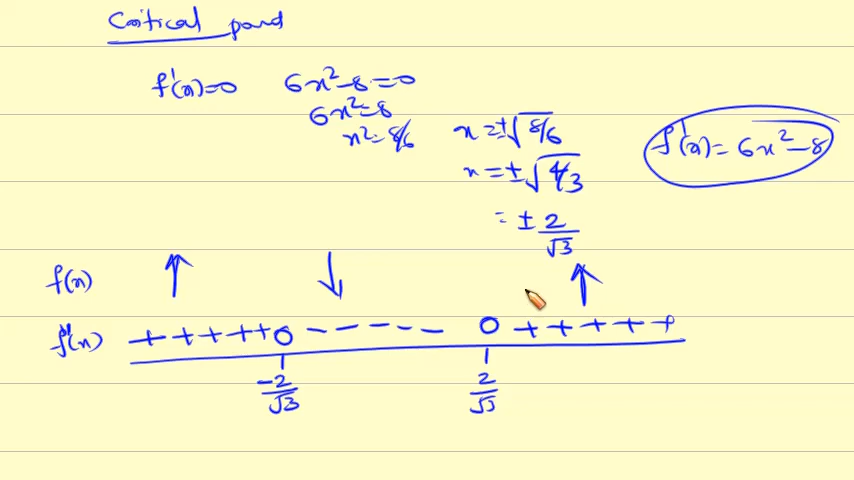 Critical pand
f'(x)=0 6x²-8=0
6x²=8
x²=8/6 x=±√8/6
f'(x)=6x²-8
x=±√4/3
=±2/√3
f(x) ↑ ↓ ↑
f'(x) +++++0-----0+++++
-2/√3 2/√3